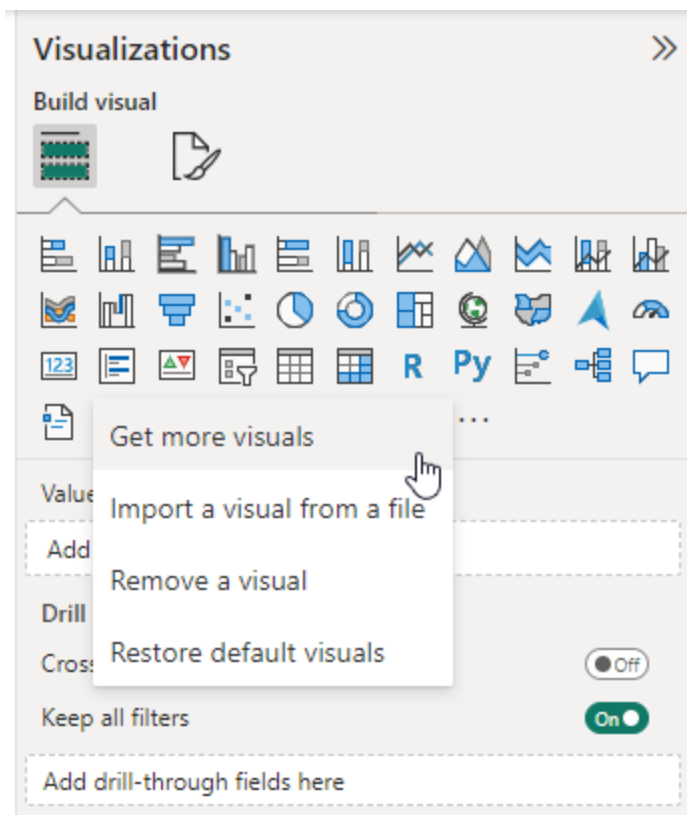 Visualizations
Build visual
123
R Py
Get more visuals
Value
Import a visual from a file
Add
Remove a visual
Drill
Restore default visuals
Cross
Off
Keep all filters
On
Add drill-through fields here